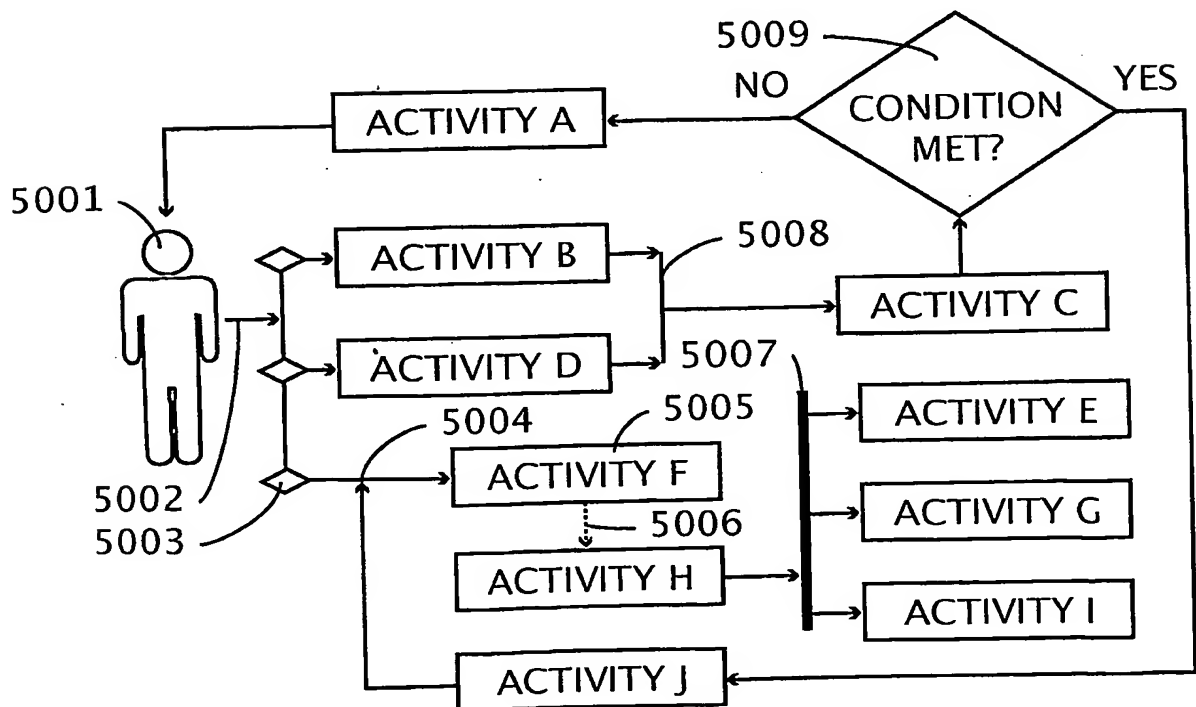 5009
NO
YES
ACTIVITY A
CONDITION
MET?
5001
ACTIVITY B
5008
ACTIVITY C
ACTIVITY D
5007
5004
5005
ACTIVITY E
ACTIVITY F
5002
5003
5006
ACTIVITY G
ACTIVITY H
ACTIVITY I
ACTIVITY J